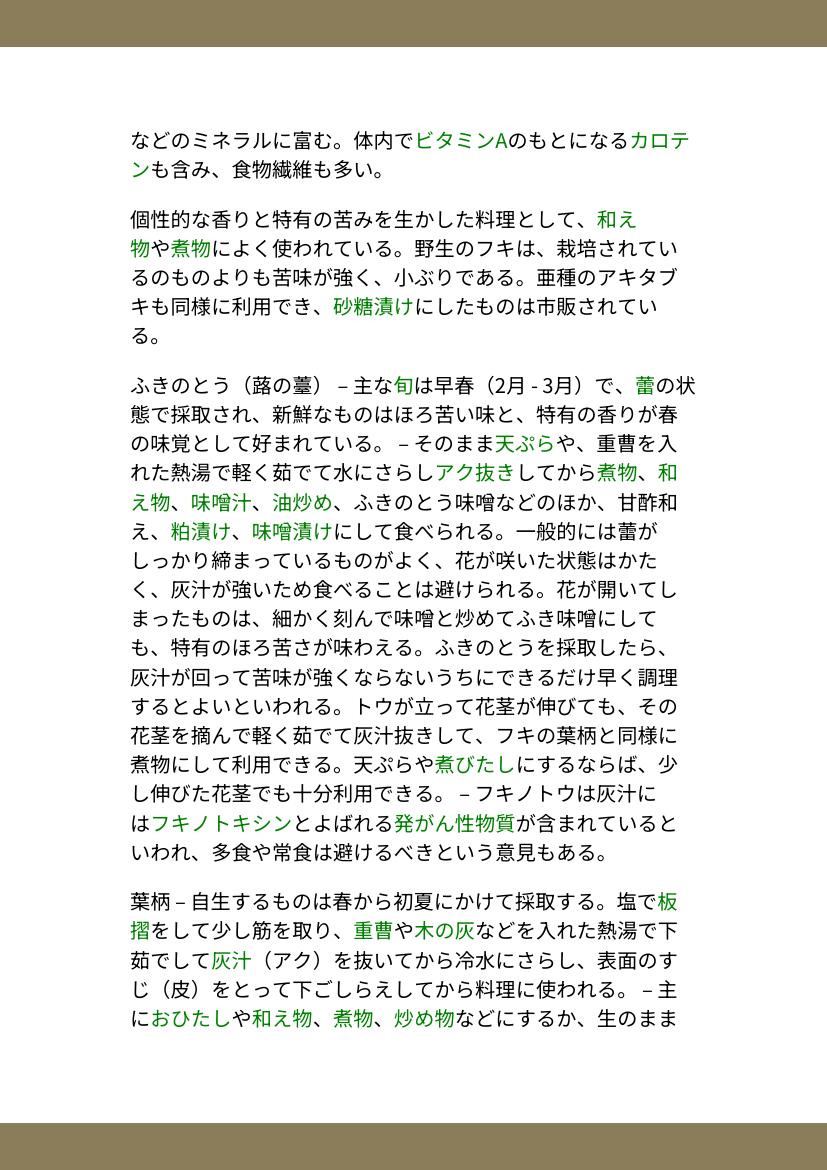 などのミネラルに富む。体内でビタミンAのもとになるカロテ
ンも含み、食物繊維も多い。
個性的な香りと特有の苦みを生かした料理として、和え
物や煮物によく使われている。野生のフキは、栽培されてい
るのものよりも苦味が強く、小ぶりである。亜種のアキタブ
キも同様に利用でき、砂糖漬けにしたものは市販されてい
る。
ふきのとう（蕗の薹） – 主な旬は早春（2月 - 3月）で、蕾の状
態で採取され、新鮮なものはほろ苦い味と、特有の香りが春
の味覚として好まれている。 – そのまま天ぷらや、重曹を入
れた熱湯で軽く茹でて水にさらしアク抜きしてから煮物、和
え物、味噌汁、油炒め、ふきのとう味噌などのほか、甘酢和
え、粕漬け、味噌漬けにして食べられる。一般的には蕾が
しっかり締まっているものがよく、花が咲いた状態はかた
く、灰汁が強いため食べることは避けられる。花が開いてし
まったものは、細かく刻んで味噌と炒めてふき味噌にして
も、特有のほろ苦さが味わえる。ふきのとうを採取したら、
灰汁が回って苦味が強くならないうちにできるだけ早く調理
するとよいといわれる。トウが立って花茎が伸びても、その
花茎を摘んで軽く茹でて灰汁抜きして、フキの葉柄と同様に
煮物にして利用できる。天ぷらや煮びたしにするならば、少
し伸びた花茎でも十分利用できる。 – フキノトウは灰汁に
はフキノトキシンとよばれる発がん性物質が含まれていると
いわれ、多食や常食は避けるべきという意見もある。
葉柄 – 自生するものは春から初夏にかけて採取する。塩で板
摺をして少し筋を取り、重曹や木の灰などを入れた熱湯で下
茹でして灰汁（アク）を抜いてから冷水にさらし、表面のす
じ（皮）をとって下ごしらえしてから料理に使われる。 – 主
におひたしや和え物、煮物、炒め物などにするか、生のまま